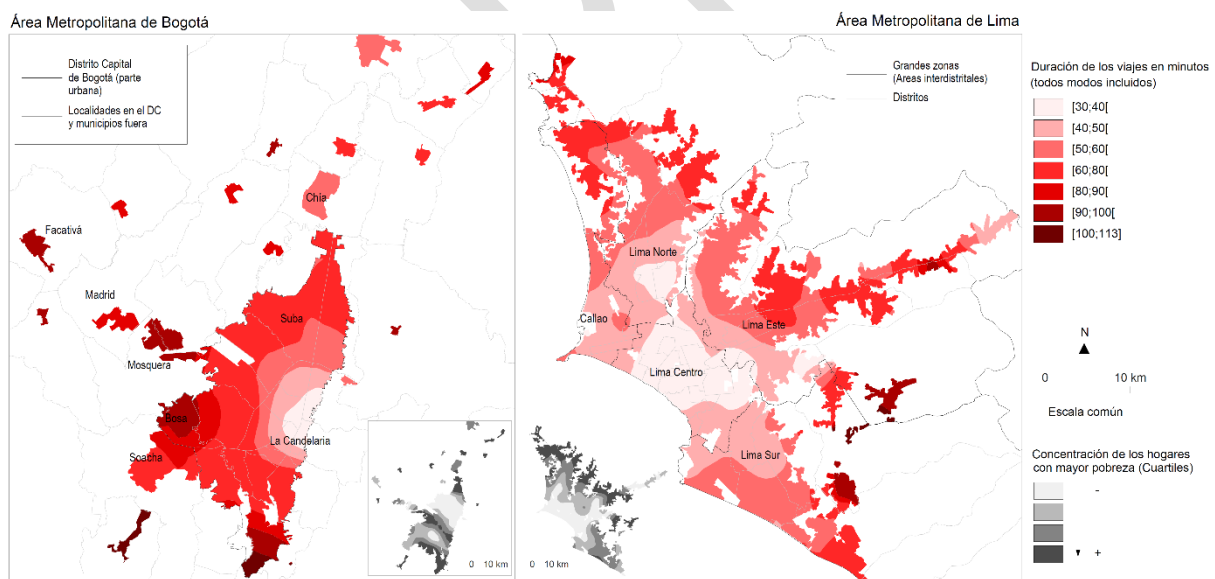 Área Metropolitana de Bogotá
Distrito Capital
de Bogotá (parte
urbana)
Localidades en el DC
y municipios fuera
Chía
Facativá
Madrid
Suba
Mosquera
Bosa
La Candelaria
Soacha
0 10 km
Área Metropolitana de Lima
Grandes zonas
(Areas interdistritales)
Distritos
Lima Norte
Callao
Lima Este
Lima Centro
Lima Sur
0 10 km
Duración de los viajes en minutos
(todos modos incluidos)
[30;40[
[40;50[
[50;60[
[60;80[
[80;90[
[90;100[
[100;113]
N
0 10 km
Escala común
Concentración de los hogares
con mayor pobreza (Cuartiles)
-
+